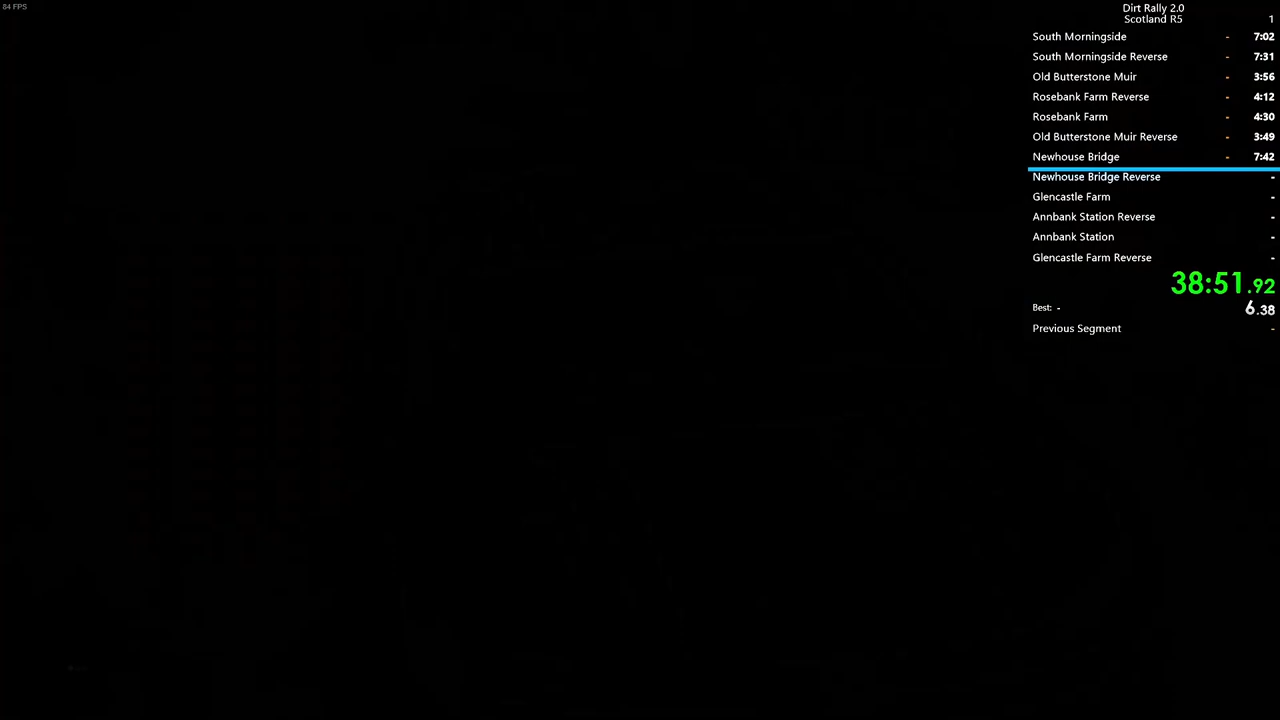 84 FPS
Dirt Rally 2.0
Scotland R5 1
South Morningside - 7:02
South Morningside Reverse - 7:31
Old Butterstone Muir - 3:56
Rosebank Farm Reverse - 4:12
Rosebank Farm - 4:30
Old Butterstone Muir Reverse - 3:49
Newhouse Bridge - 7:42
Newhouse Bridge Reverse -
Glencastle Farm -
Annbank Station Reverse -
Annbank Station -
Glencastle Farm Reverse -
38:51.92
Best: - 6.38
Previous Segment -